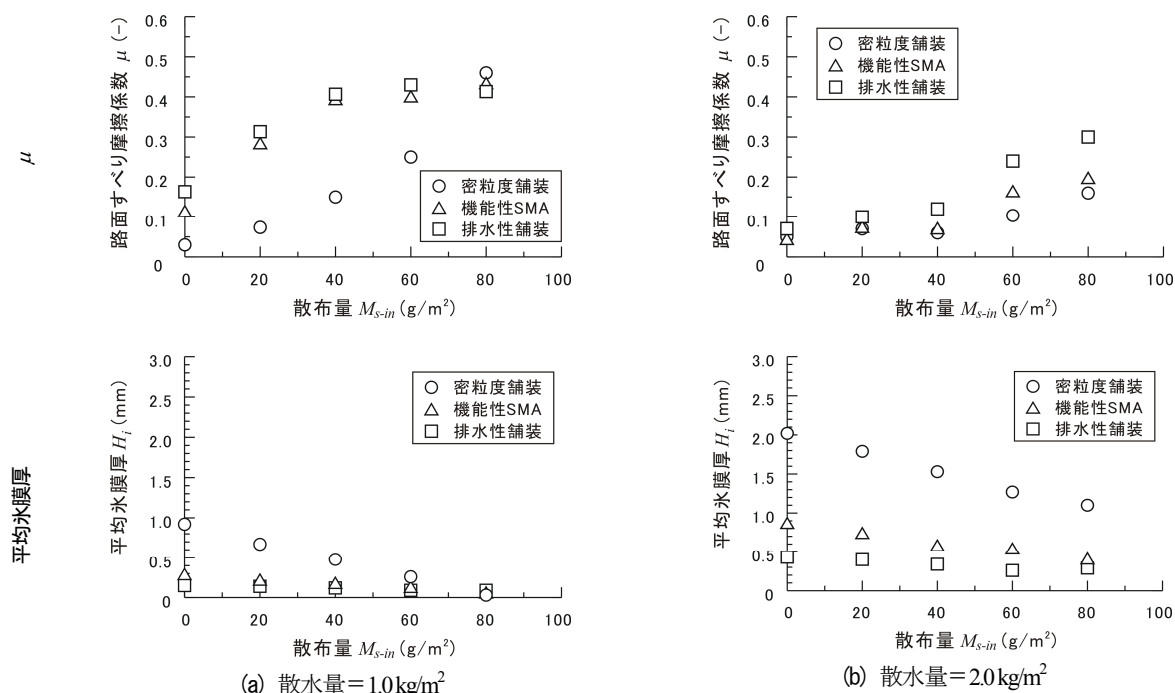 μ
路面すべり摩擦係数 μ (-)
0.6
0.5
0.4
0.3
0.2
0.1
0
密粒度舗装
機能性SMA
排水性舗装
0 20 40 60 80 100
散布量 Ms-in (g/m²)
路面すべり摩擦係数 μ (-)
0.6
0.5
0.4
0.3
0.2
0.1
0
密粒度舗装
機能性SMA
排水性舗装
0 20 40 60 80 100
散布量 Ms-in (g/m²)
平均氷膜厚
平均氷膜厚 Hi (mm)
3.0
2.5
2.0
1.0
0.5
0
密粒度舗装
機能性SMA
排水性舗装
0 20 40 60 80 100
散布量 Ms-in (g/m²)
(a) 散水量=1.0kg/m²
平均氷膜厚 Hi (mm)
3.0
2.5
2.0
1.5
1.0
0.5
0
密粒度舗装
機能性SMA
排水性舗装
0 20 40 60 80 100
散布量 Ms-in (g/m²)
(b) 散水量=2.0kg/m²